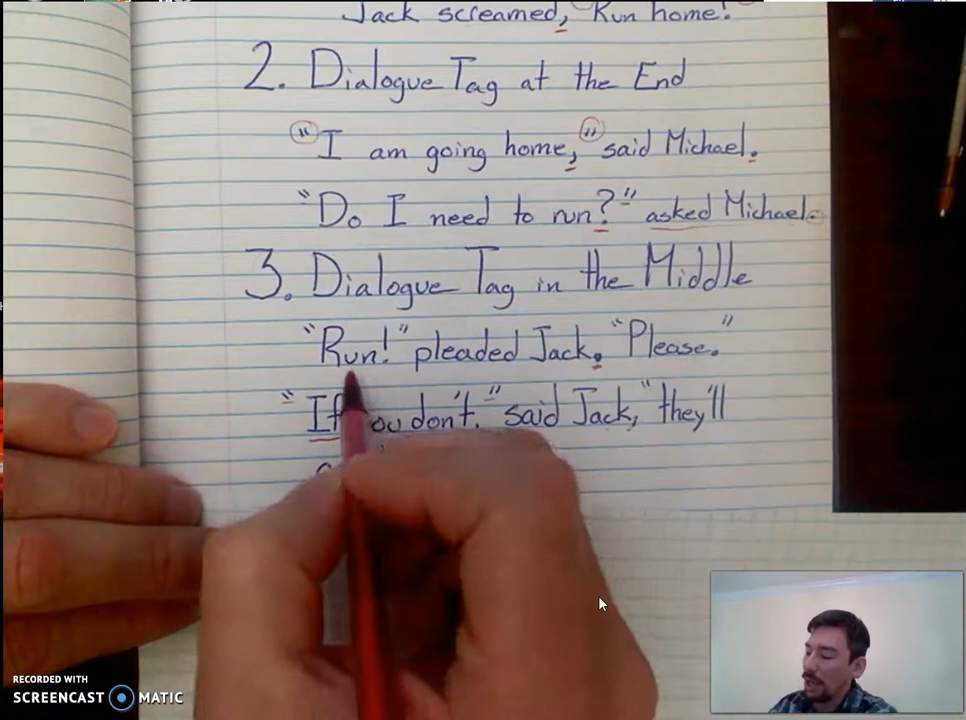 Jack screamed, "Run home!"
2. Dialogue Tag at the End
"I am going home," said Michael.
"Do I need to run?" asked Michael.
3. Dialogue Tag in the Middle
"Run!" pleaded Jack. "Please."
"If you don't," said Jack, "they'll
RECORDED WITH
SCREENCAST MATIC